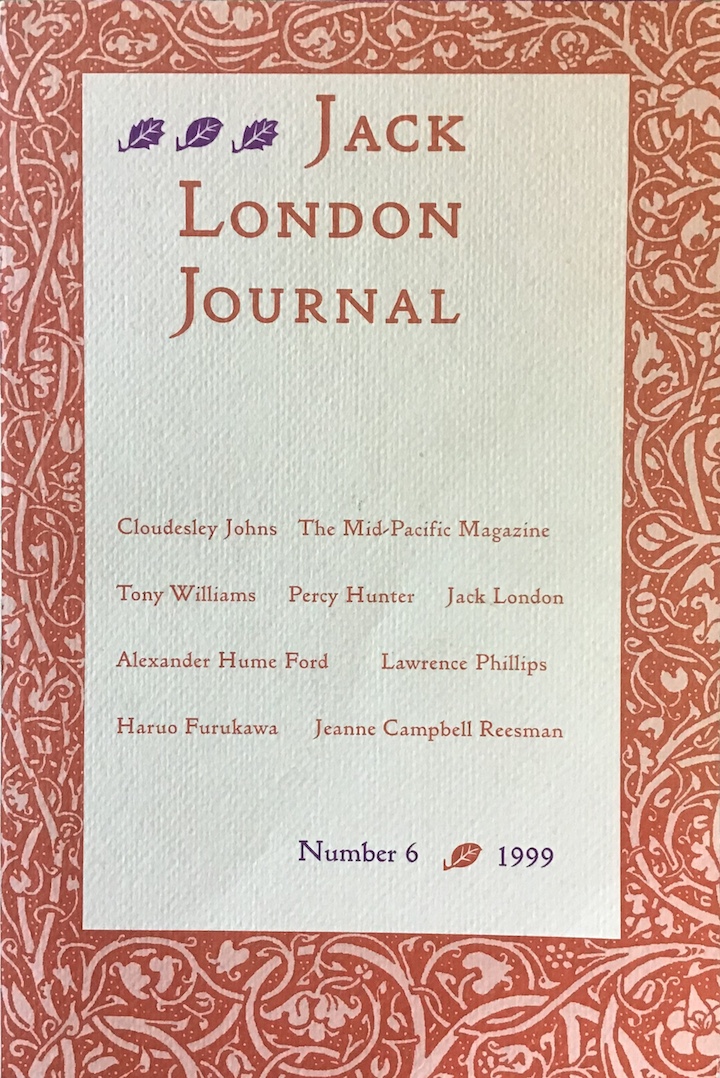 Jack
London
Journal
Cloudesley Johns The Mid-Pacific Magazine
Tony Williams Percy Hunter Jack London
Alexander Hume Ford Lawrence Phillips
Haruo Furukawa Jeanne Campbell Reesman
Number 6 1999